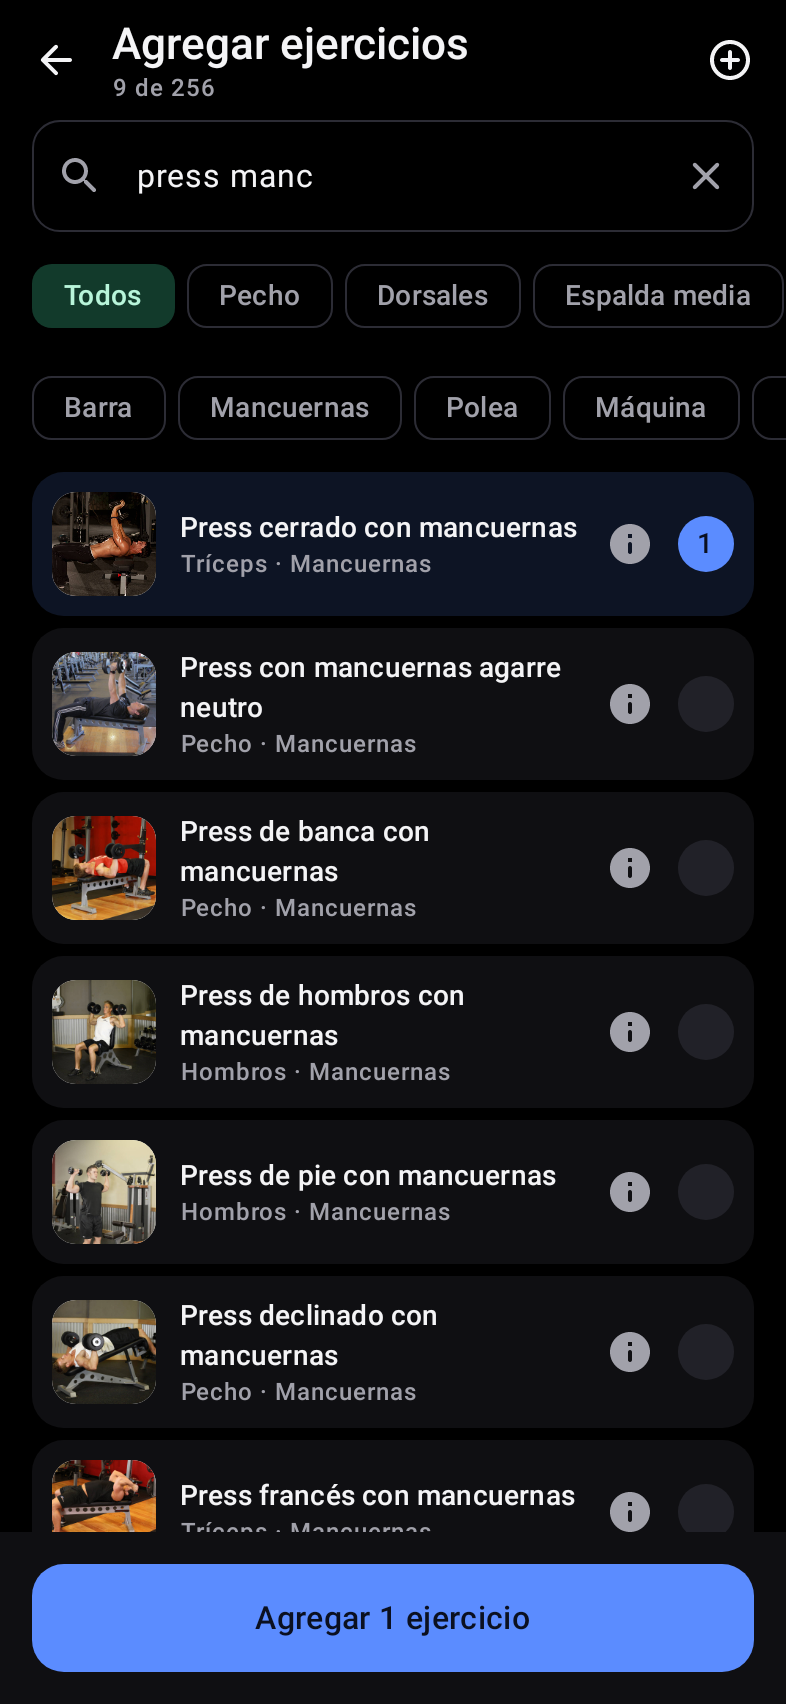 Agregar ejercicios
9 de 256
press manc
Todos
Pecho
Dorsales
Espalda media
Barra
Mancuernas
Polea
Máquina
Press cerrado con mancuernas
Tríceps · Mancuernas
1
Press con mancuernas agarre
neutro
Pecho · Mancuernas
Press de banca con
mancuernas
Pecho · Mancuernas
Press de hombros con
mancuernas
Hombros · Mancuernas
Press de pie con mancuernas
Hombros · Mancuernas
Press declinado con
mancuernas
Pecho · Mancuernas
Press francés con mancuernas
Tríceps · Mancuernas
Agregar 1 ejercicio